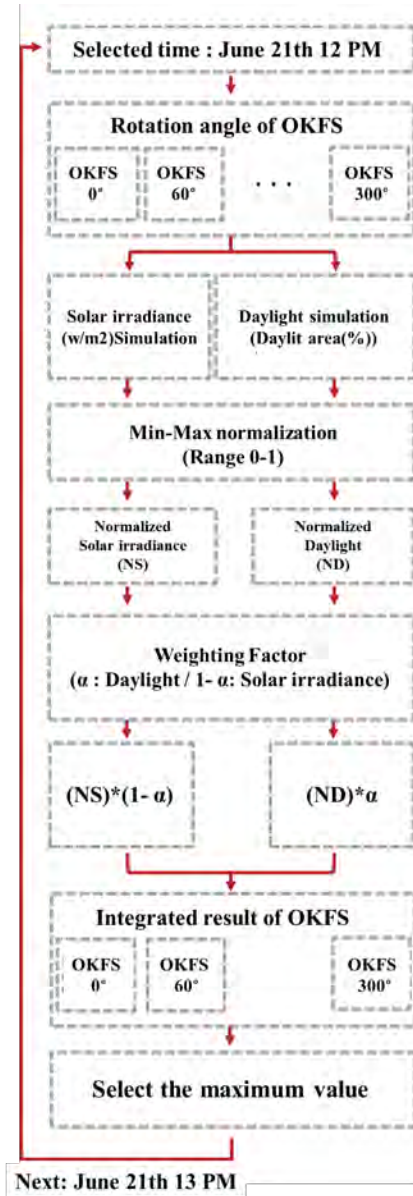 Selected time : June 21th 12 PM
Rotation angle of OKFS
OKFS
0°
OKFS
60°
. . .
OKFS
300°
Solar irradiance
(w/m2)Simulation
Daylight simulation
(Daylit area(%))
Min-Max normalization
(Range 0-1)
Normalized
Solar irradiance
(NS)
Normalized
Daylight
(ND)
Weighting Factor
(α : Daylight / 1- α: Solar irradiance)
(NS)*(1- α)
(ND)*α
Integrated result of OKFS
OKFS
0°
OKFS
60°
OKFS
300°
Select the maximum value
Next: June 21th 13 PM